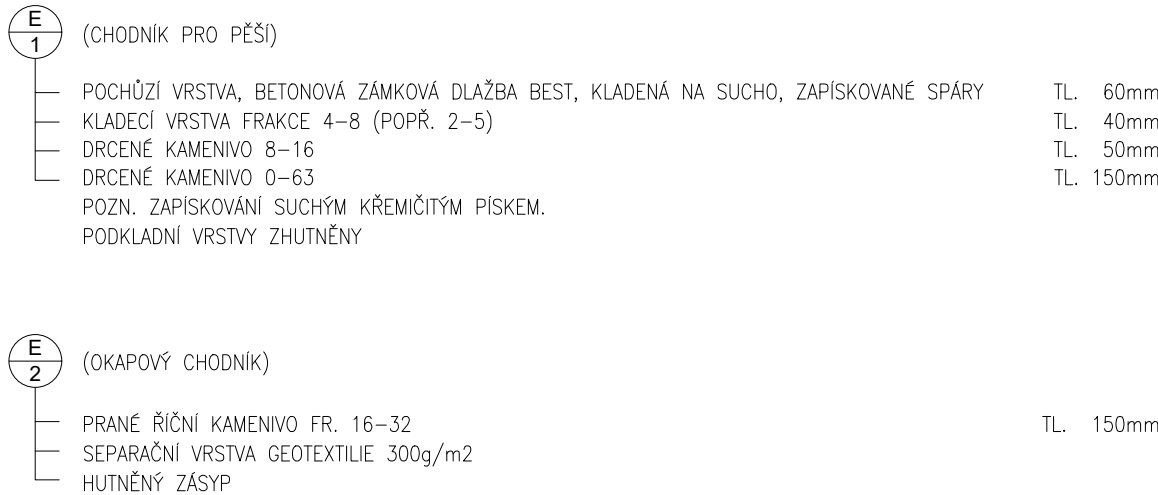 E
1
(CHODNÍK PRO PĚŠÍ)
POCHŮZÍ VRSTVA, BETONOVÁ ZÁMKOVÁ DLAŽBA BEST, KLADENÁ NA SUCHO, ZAPÍSKOVANÉ SPÁRY TL. 60mm
KLADECÍ VRSTVA FRAKCE 4-8 (POPŘ. 2-5) TL. 40mm
DRCENÉ KAMENIVO 8-16 TL. 50mm
DRCENÉ KAMENIVO 0-63 TL. 150mm
POZN. ZAPÍSKOVÁNÍ SUCHÝM KŘEMIČITÝM PÍSKEM.
PODKLADNÍ VRSTVY ZHUTNĚNY
E
2
(OKAPOVÝ CHODNÍK)
PRANÉ ŘÍČNÍ KAMENIVO FR. 16-32 TL. 150mm
SEPARAČNÍ VRSTVA GEOTEXTILIE 300g/m2
HUTNĚNÝ ZÁSYP